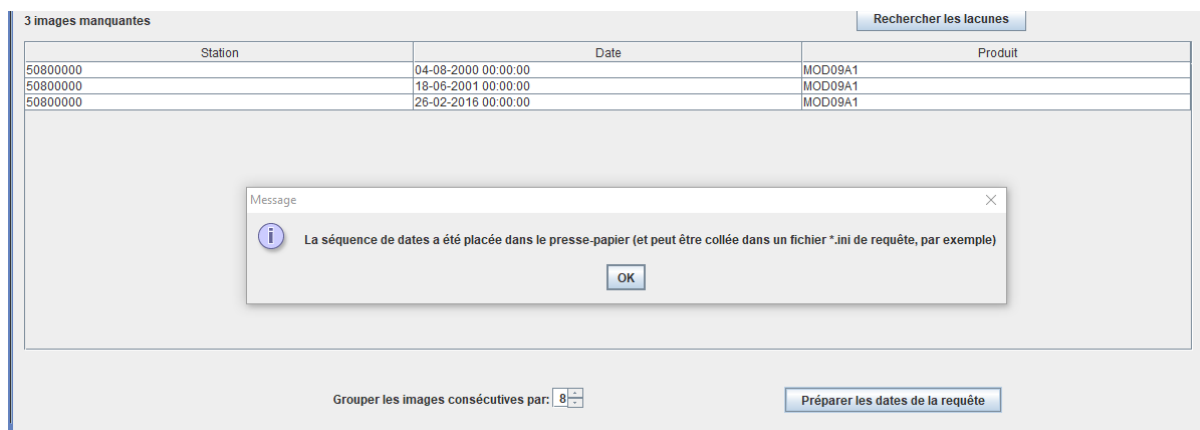 3 images manquantes Rechercher les lacunes
Station Date Produit
50800000 04-08-2000 00:00:00 MOD09A1
50800000 18-06-2001 00:00:00 MOD09A1
50800000 26-02-2016 00:00:00 MOD09A1
Message
La séquence de dates a été placée dans le presse-papier (et peut être collée dans un fichier *.ini de requête, par exemple)
OK
Grouper les images consécutives par: 8 Préparer les dates de la requête